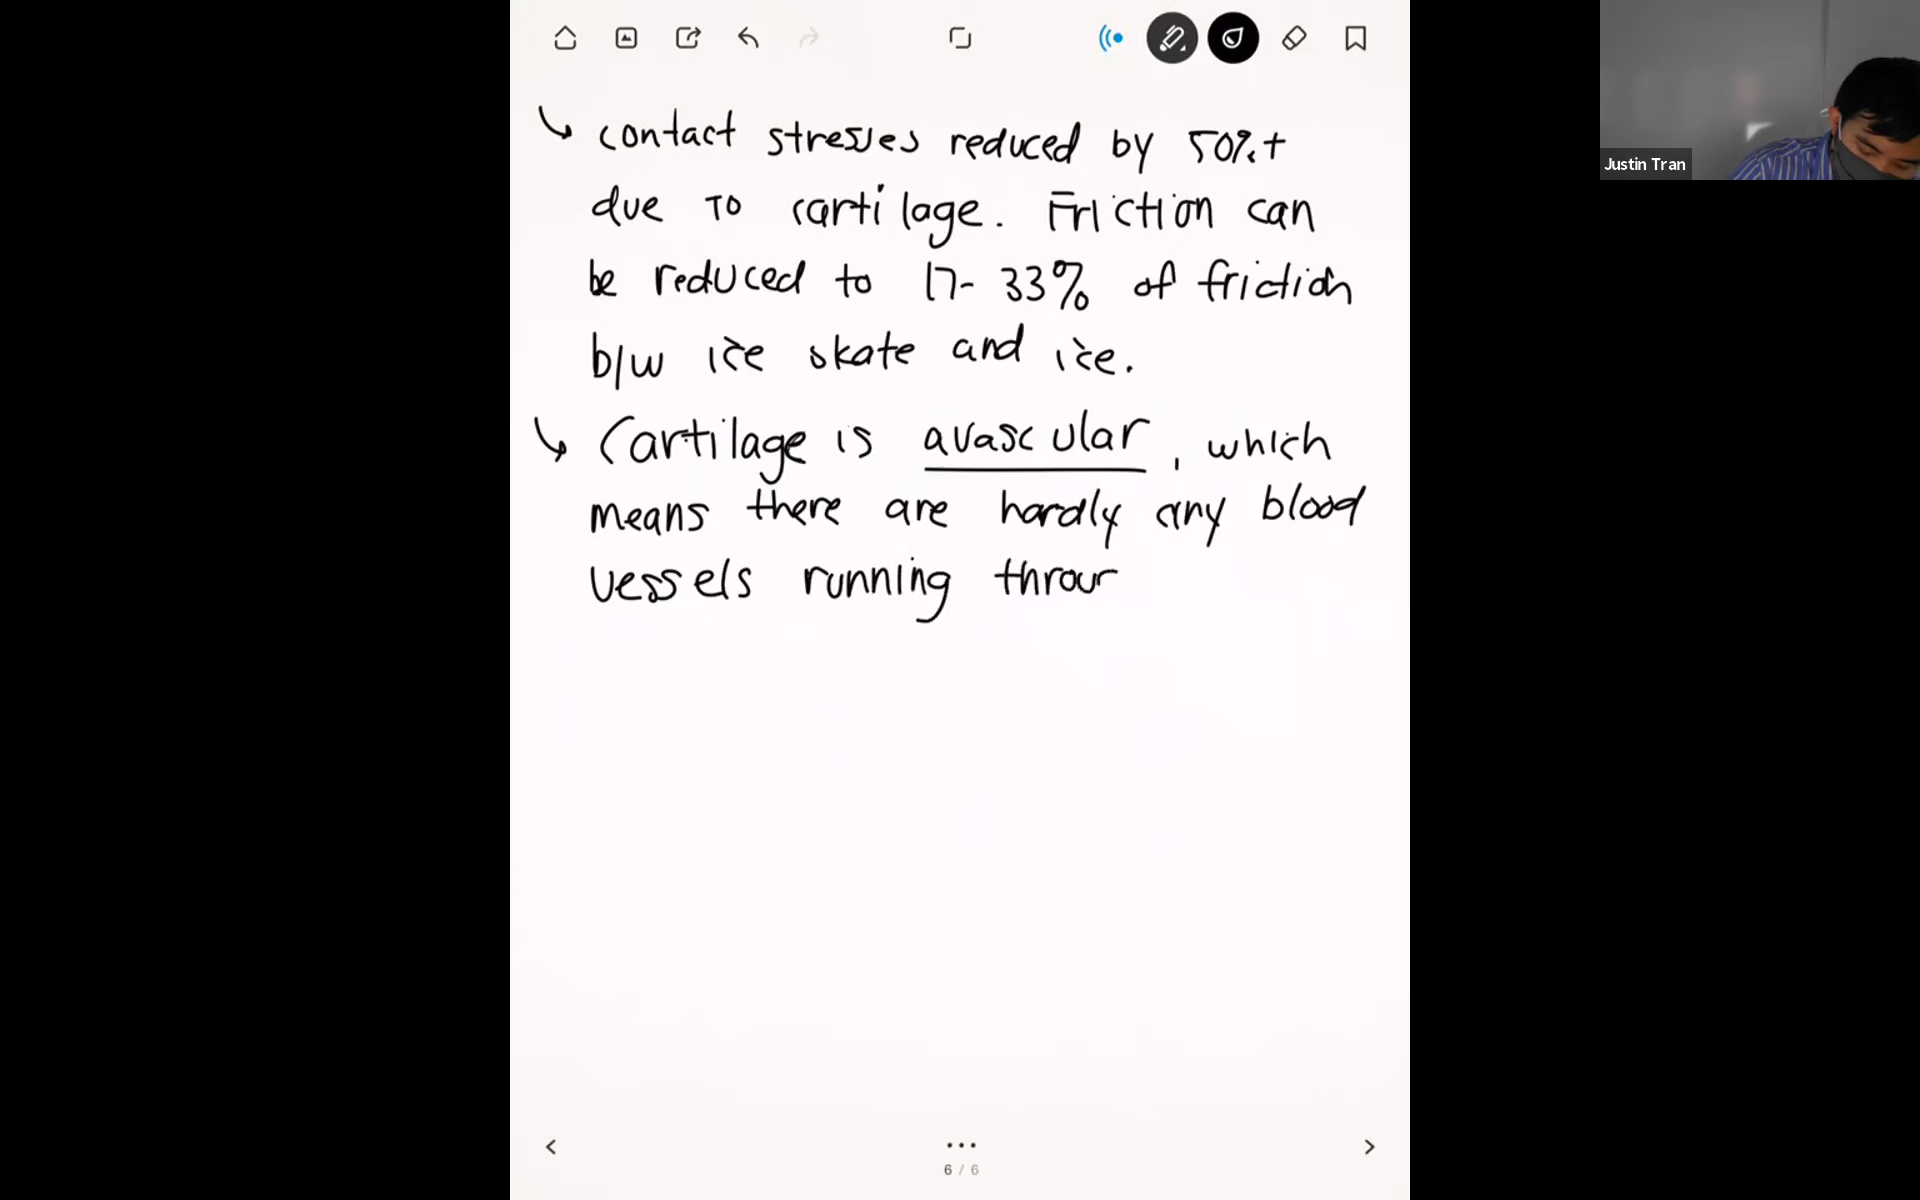 ↳ contact stresses reduced by 50%+
due to cartilage. Friction can
be reduced to 17-33% of friction
b/w ice skate and ice.
↳ Cartilage is avascular, which
means there are hardly any blood
vessels running throur
6 / 6
Justin Tran